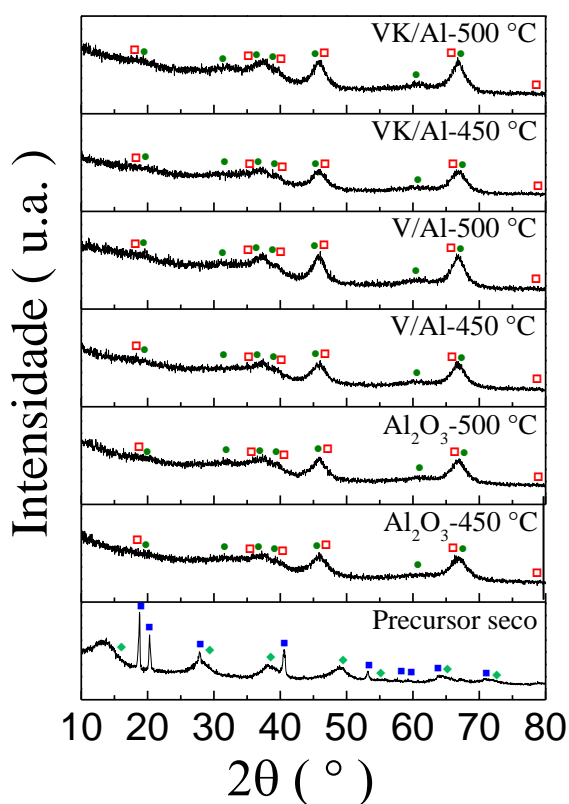 VK/Al-500 °C
VK/Al-450 °C
V/Al-500 °C
V/Al-450 °C
Al₂O₃-500 °C
Al₂O₃-450 °C
Precursor seco
Intensidade ( u.a. )
10 20 30 40 50 60 70 80
2θ ( ° )